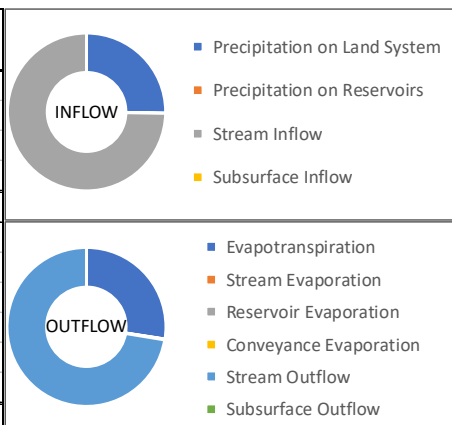 INFLOW
Precipitation on Land System
Precipitation on Reservoirs
Stream Inflow
Subsurface Inflow
OUTFLOW
Evapotranspiration
Stream Evaporation
Reservoir Evaporation
Conveyance Evaporation
Stream Outflow
Subsurface Outflow